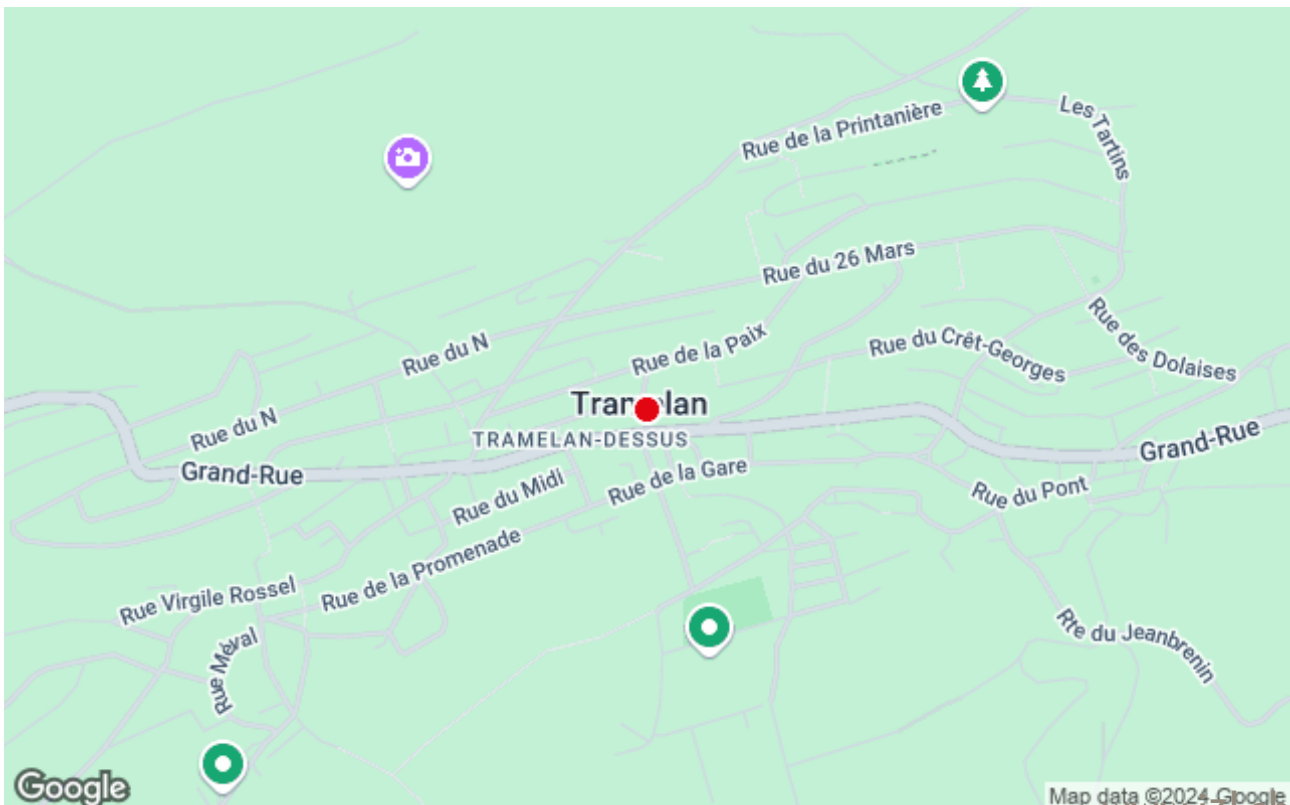 Rue de la Printanière
Les Tartins
Rue du 26 Mars
Rue du N
Rue de la Paix
Rue du Crêt-Georges
Rue des Dolaises
Tramelan
TRAMELAN-DESSUS
Rue du N
Grand-Rue
Grand-Rue
Rue du Midi
Rue de la Gare
Rue du Pont
Rue de la Promenade
Rue Virgile Rossel
Rue Méval
Rte du Jeanbrenin
Google
Map data ©2024 Google